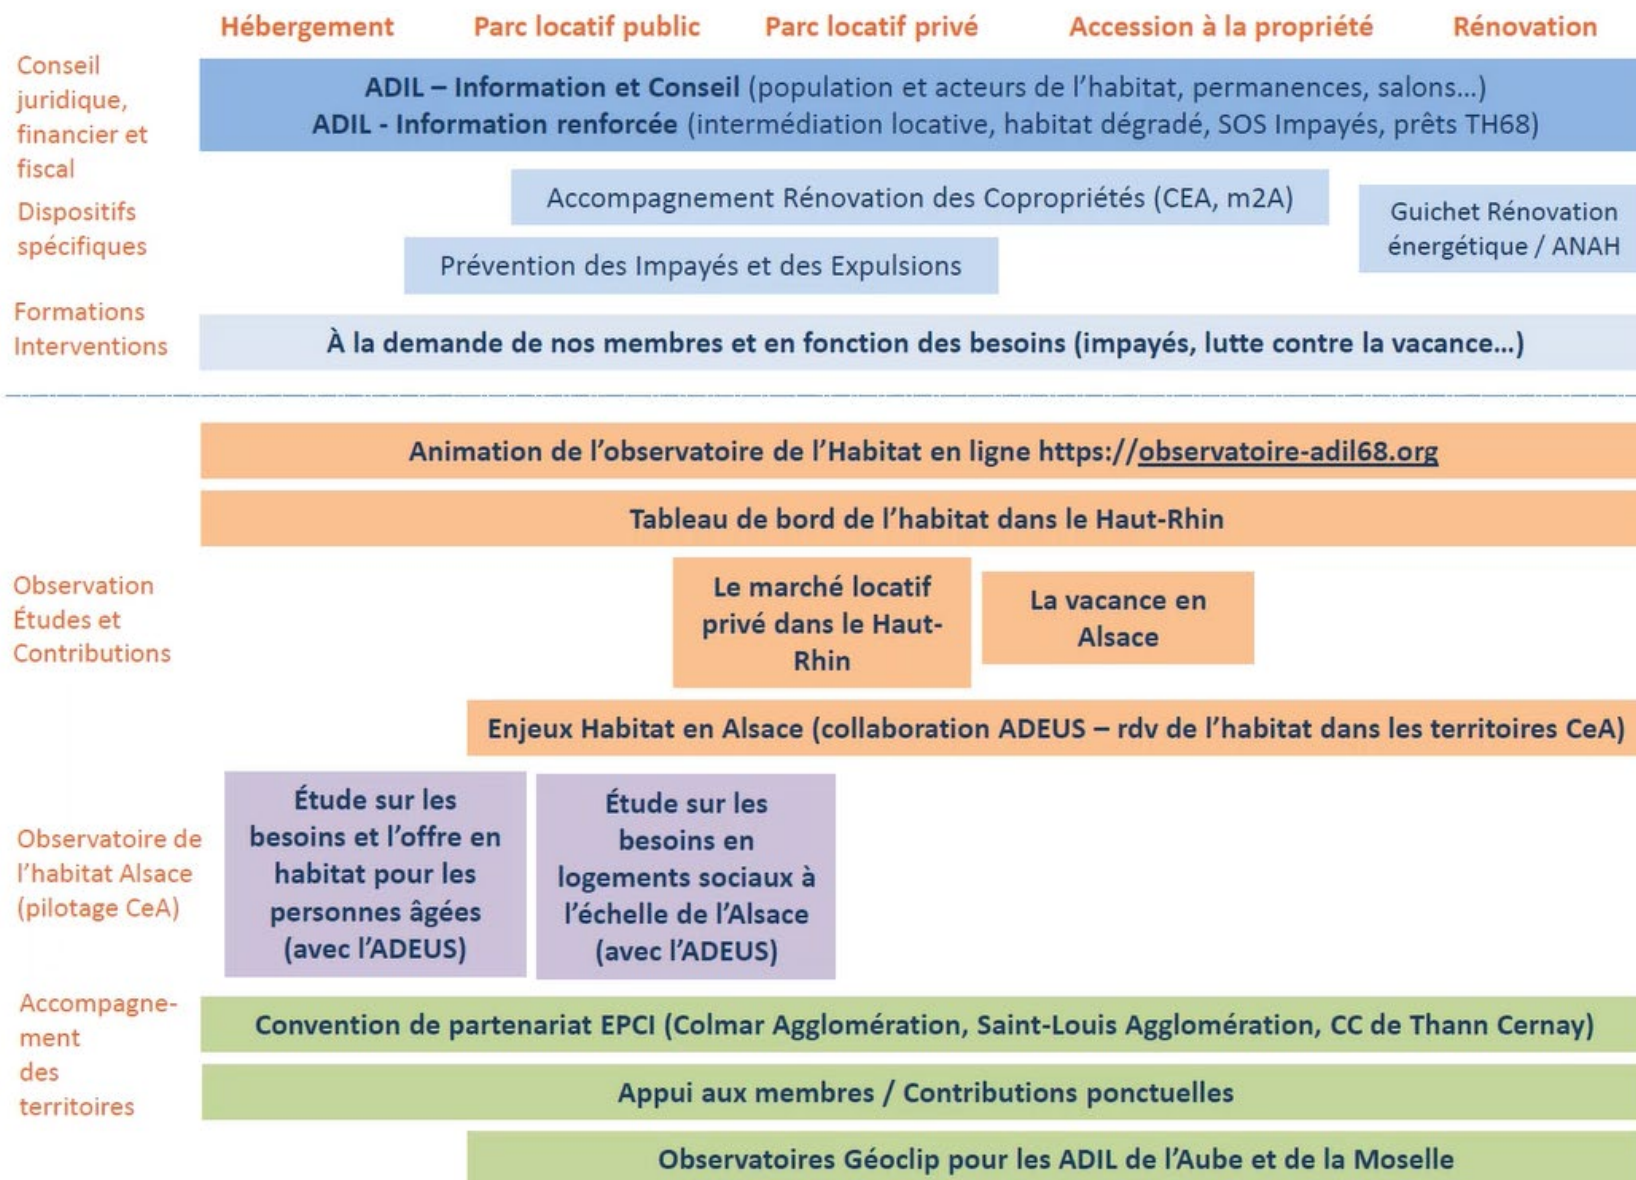 Hébergement Parc locatif public Parc locatif privé Accession à la propriété Rénovation
Conseil
juridique,
financier et
fiscal
ADIL – Information et Conseil (population et acteurs de l'habitat, permanences, salons...)
ADIL - Information renforcée (intermédiation locative, habitat dégradé, SOS Impayés, prêts TH68)
Dispositifs
spécifiques
Accompagnement Rénovation des Copropriétés (CEA, m2A)
Guichet Rénovation
énergétique / ANAH
Prévention des Impayés et des Expulsions
Formations
Interventions
À la demande de nos membres et en fonction des besoins (impayés, lutte contre la vacance...)
Animation de l'observatoire de l'Habitat en ligne https://observatoire-adil68.org
Tableau de bord de l'habitat dans le Haut-Rhin
Observation
Études et
Contributions
Le marché locatif
privé dans le Haut-
Rhin
La vacance en
Alsace
Enjeux Habitat en Alsace (collaboration ADEUS – rdv de l'habitat dans les territoires CeA)
Observatoire de
l'habitat Alsace
(pilotage CeA)
Étude sur les
besoins et l'offre en
habitat pour les
personnes âgées
(avec l'ADEUS)
Étude sur les
besoins en
logements sociaux à
l'échelle de l'Alsace
(avec l'ADEUS)
Accompagne-
ment
des
territoires
Convention de partenariat EPCI (Colmar Agglomération, Saint-Louis Agglomération, CC de Thann Cernay)
Appui aux membres / Contributions ponctuelles
Observatoires Géoclip pour les ADIL de l'Aube et de la Moselle